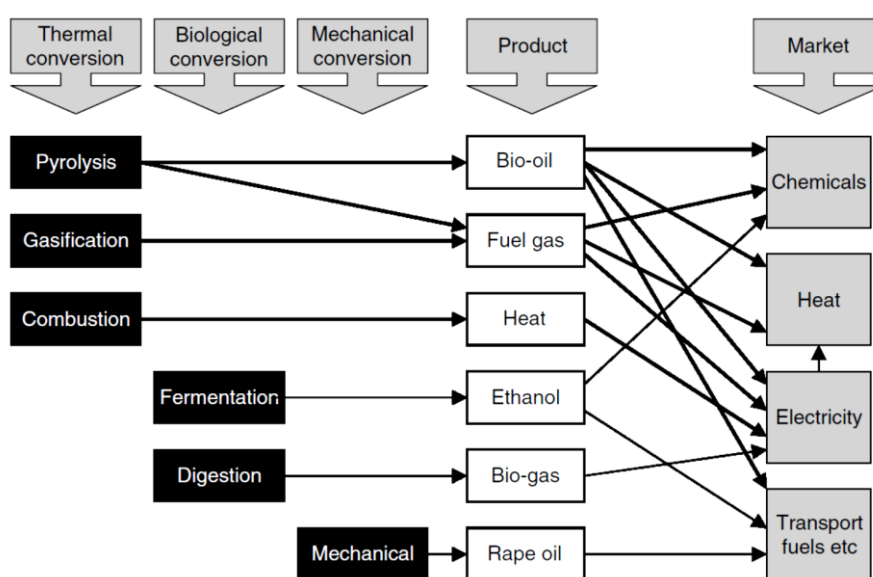 Thermal
conversion
Biological
conversion
Mechanical
conversion
Product
Market
Pyrolysis
Bio-oil
Chemicals
Gasification
Fuel gas
Combustion
Heat
Heat
Fermentation
Ethanol
Electricity
Digestion
Bio-gas
Mechanical
Rape oil
Transport
fuels etc